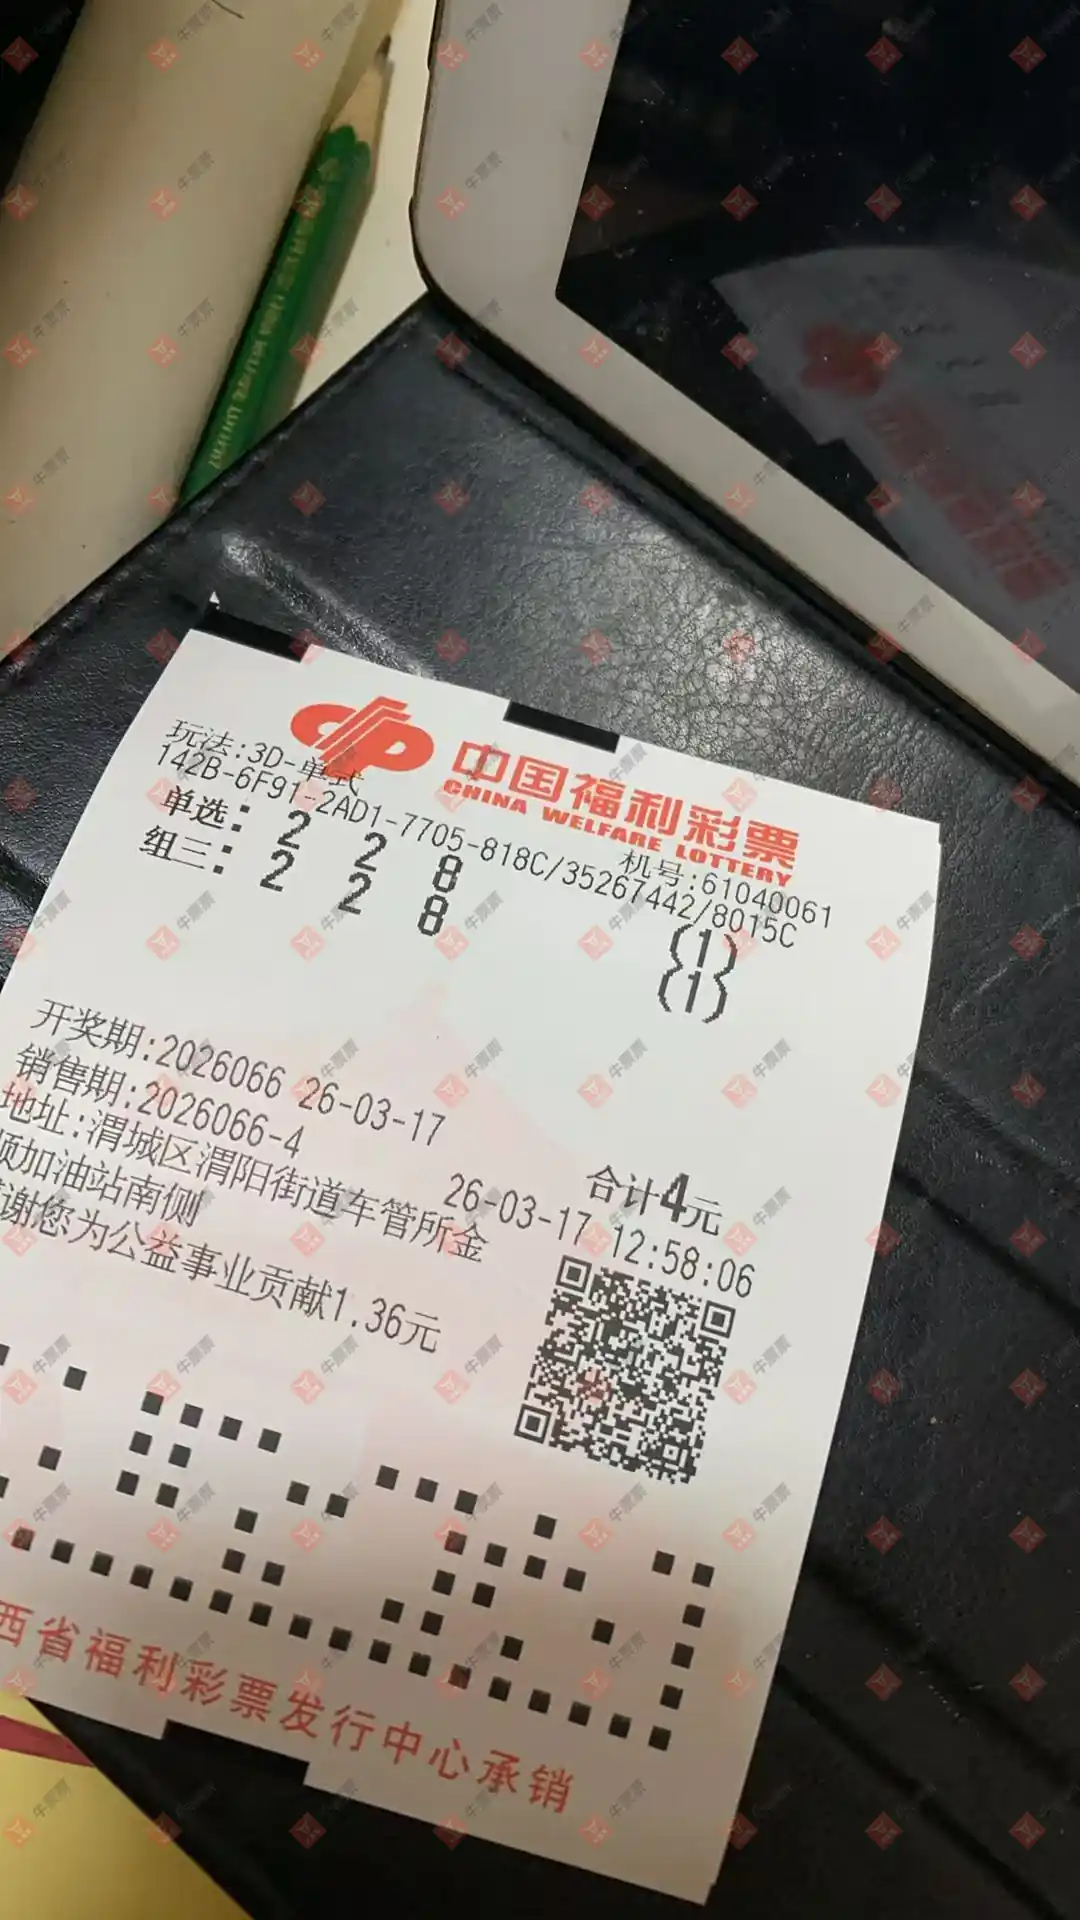 中国福利彩票
CHINA WELFARE LOTTERY
玩法:3D-单式
机号:61040061
142B-6F91-2AD1-7705-818C/35267442/8015C
单选: 2 2 8 (1)
组三: 2 2 8 {1}
开奖期:2026066 26-03-17
合计4元
销售期:2026066-4
26-03-17 12:58:06
地址:渭城区渭阳街道车管所金
顺加油站南侧
谢您为公益事业贡献1.36元
西省福利彩票发行中心承销
牛票票